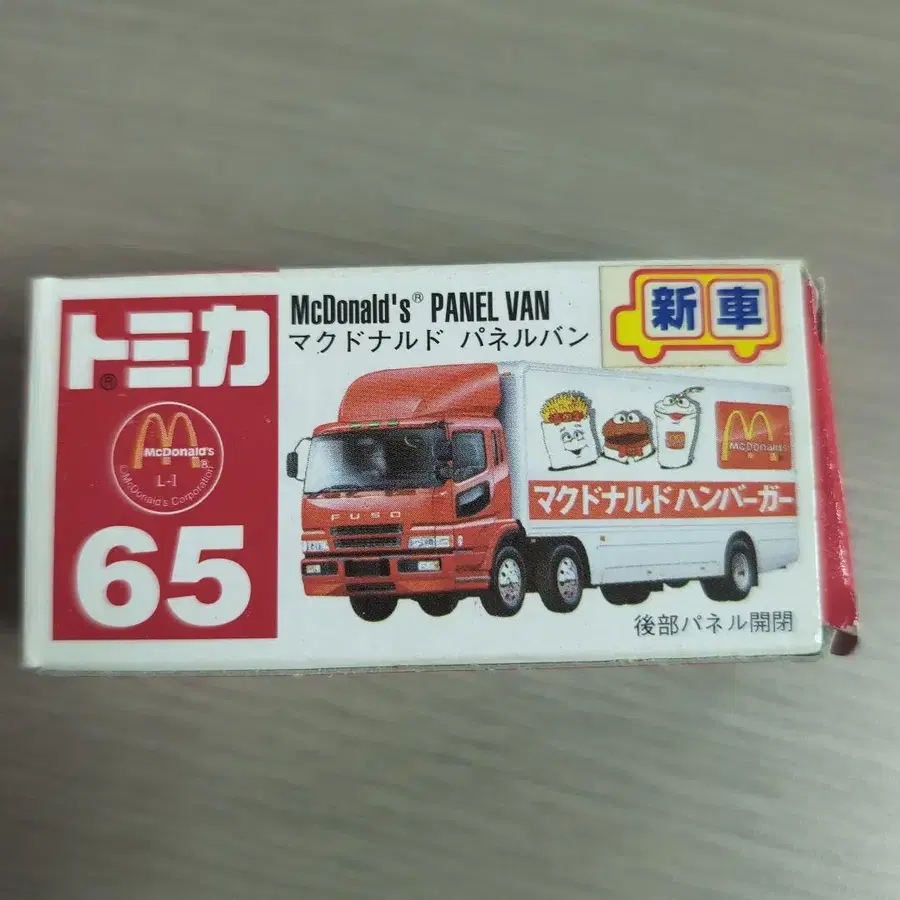 トミカ®
McDonald's®
L-1
©McDonald's Corporation
65
McDonald's® PANEL VAN
マクドナルド パネルバン
新車
FUSO
McDonald's
マクドナルドハンバーガー
後部パネル開閉